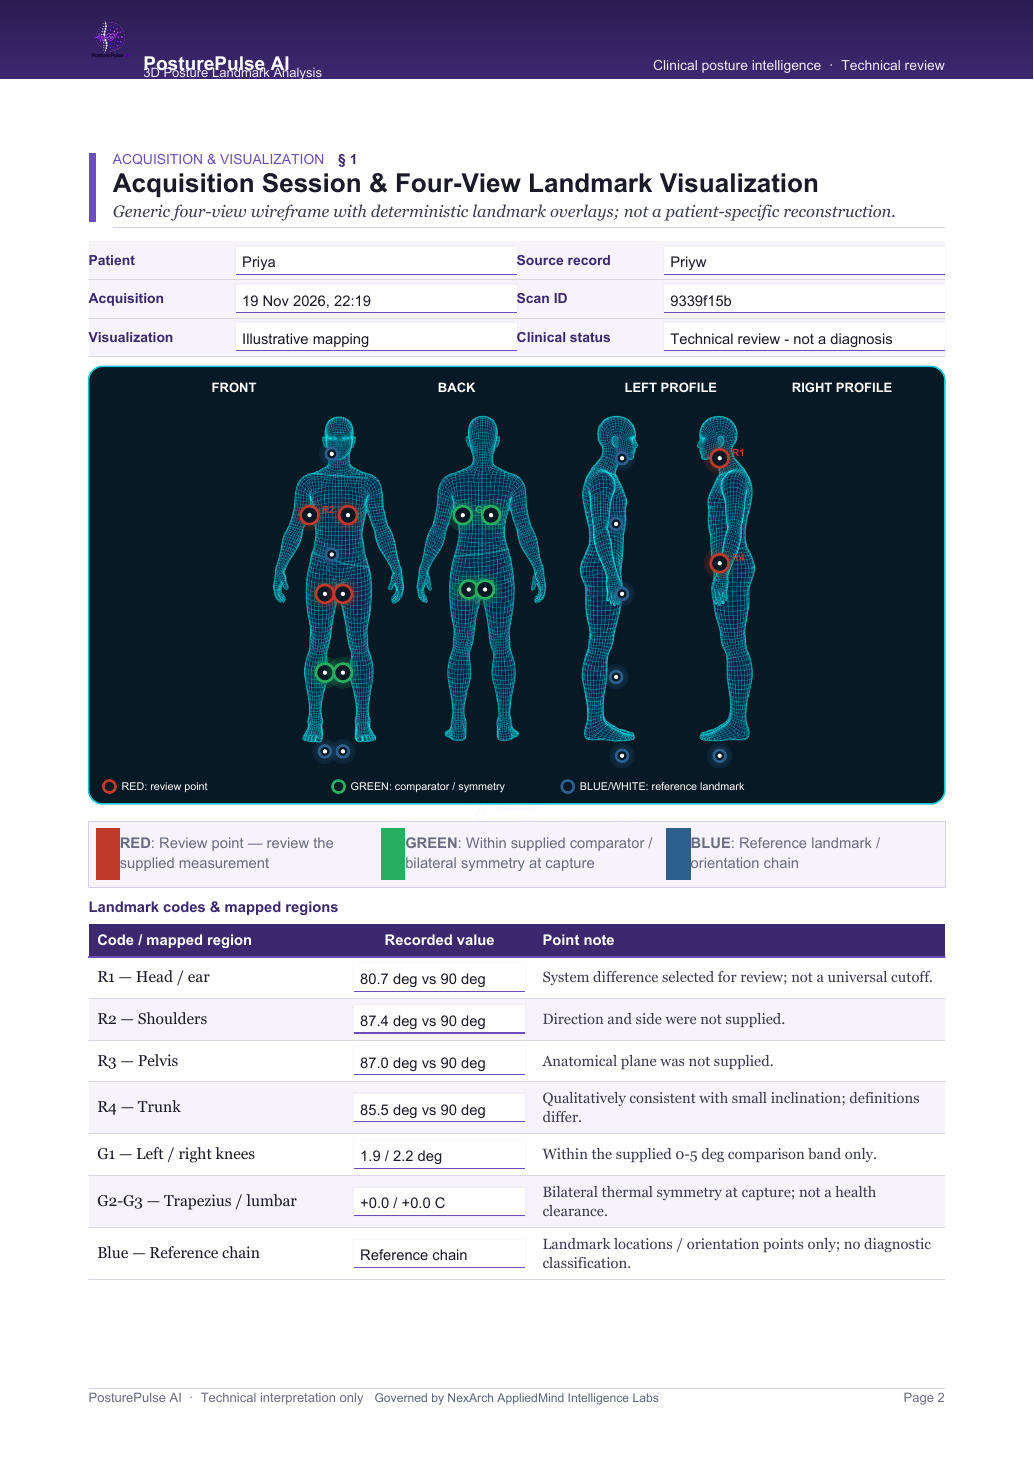 PosturePulse AI
3D Posture Landmark Analysis
Clinical posture intelligence · Technical review
ACQUISITION & VISUALIZATION § 1
Acquisition Session & Four-View Landmark Visualization
Generic four-view wireframe with deterministic landmark overlays; not a patient-specific reconstruction.
Patient Priya Source record Priyw
Acquisition 19 Nov 2026, 22:19 Scan ID 9339f15b
Visualization Illustrative mapping Clinical status Technical review - not a diagnosis
FRONT BACK LEFT PROFILE RIGHT PROFILE
R1
R2
R4
RED: review point GREEN: comparator / symmetry BLUE/WHITE: reference landmark
RED: Review point — review the
supplied measurement
GREEN: Within supplied comparator /
bilateral symmetry at capture
BLUE: Reference landmark /
orientation chain
Landmark codes & mapped regions
Code / mapped region Recorded value Point note
R1 — Head / ear 80.7 deg vs 90 deg System difference selected for review; not a universal cutoff.
R2 — Shoulders 87.4 deg vs 90 deg Direction and side were not supplied.
R3 — Pelvis 87.0 deg vs 90 deg Anatomical plane was not supplied.
R4 — Trunk 85.5 deg vs 90 deg Qualitatively consistent with small inclination; definitions
differ.
G1 — Left / right knees 1.9 / 2.2 deg Within the supplied 0-5 deg comparison band only.
G2-G3 — Trapezius / lumbar +0.0 / +0.0 C Bilateral thermal symmetry at capture; not a health
clearance.
Blue — Reference chain Reference chain Landmark locations / orientation points only; no diagnostic
classification.
PosturePulse AI · Technical interpretation only Governed by NexArch AppliedMind Intelligence Labs Page 2